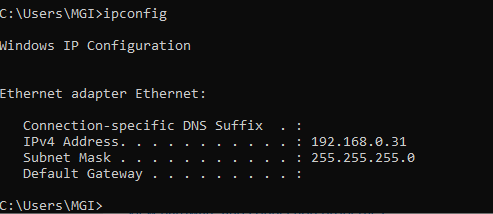 C:\Users\MGI>ipconfig
Windows IP Configuration
Ethernet adapter Ethernet:
Connection-specific DNS Suffix . :
IPv4 Address. . . . . . . . . . . : 192.168.0.31
Subnet Mask . . . . . . . . . . . : 255.255.255.0
Default Gateway . . . . . . . . . :
C:\Users\MGI>